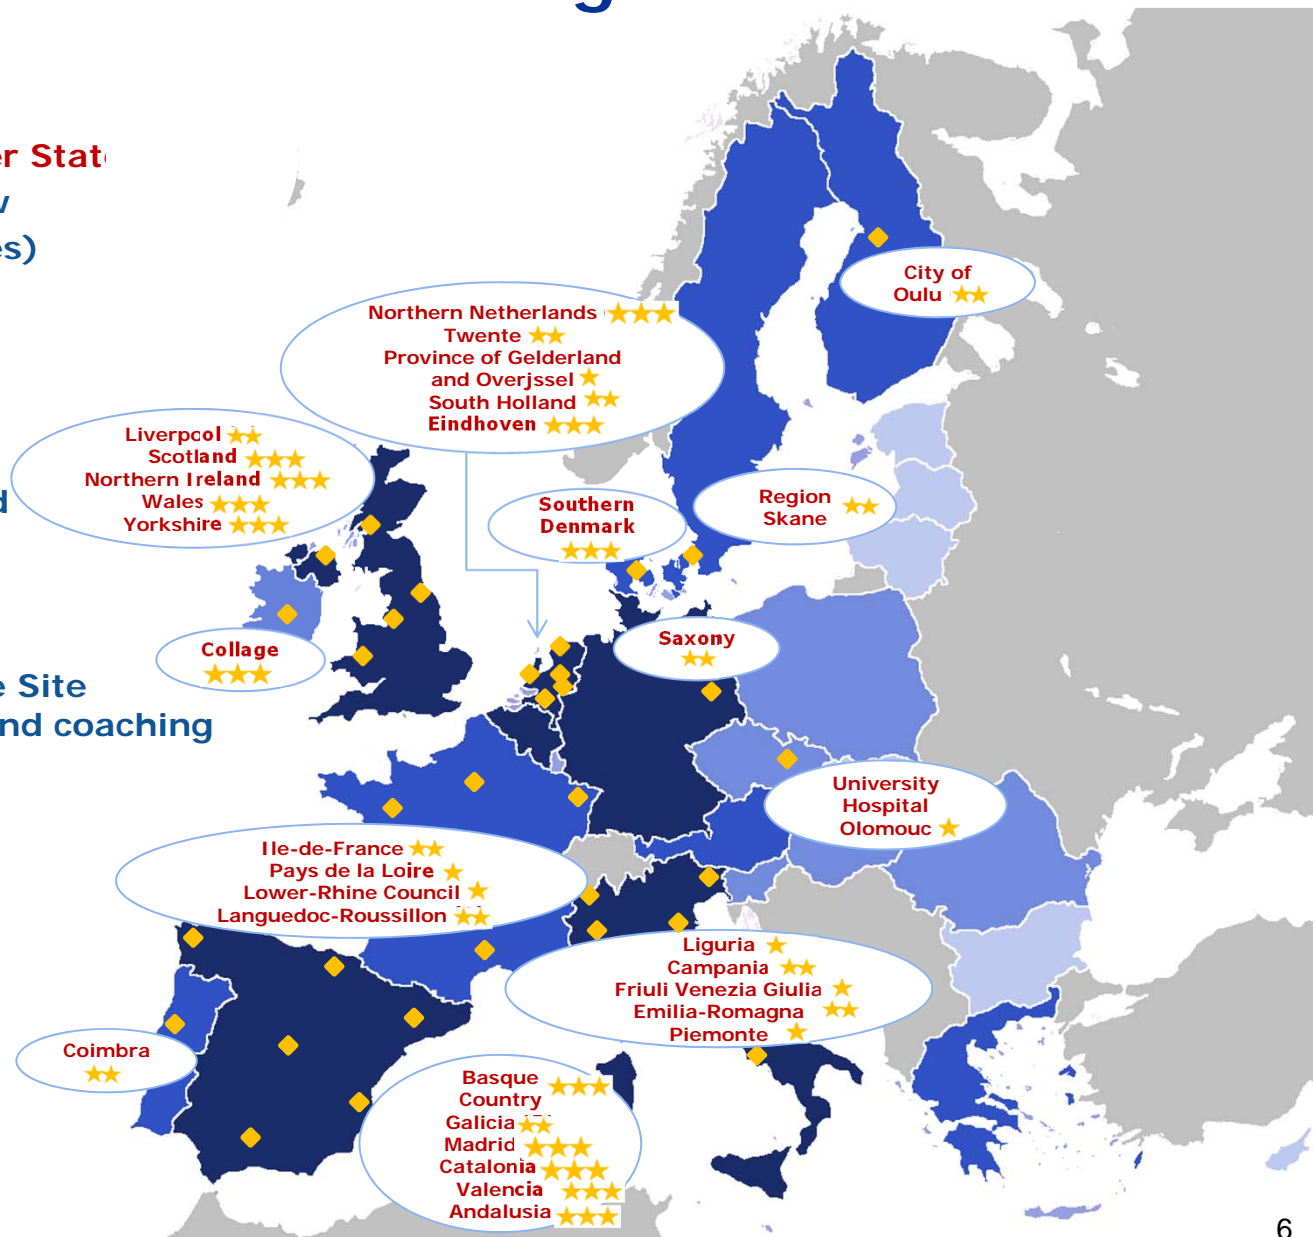 g
er State
w
es)
City of
Oulu
Northern Netherlands
Twente
Province of Gelderland
and Overjssel
South Holland
Eindhoven
Liverpool
Scotland
Northern Ireland
Wales
Yorkshire
d
Southern
Denmark
Region
Skane
Collage
Saxony
e Site
nd coaching
University
Hospital
Olomouc
Ile-de-France
Pays de la Loire
Lower-Rhine Council
Languedoc-Roussillon
Liguria
Campania
Friuli Venezia Giulia
Emilia-Romagna
Piemonte
Coimbra
Basque
Country
Galicia
Madrid
Catalonia
Valencia
Andalusia
6